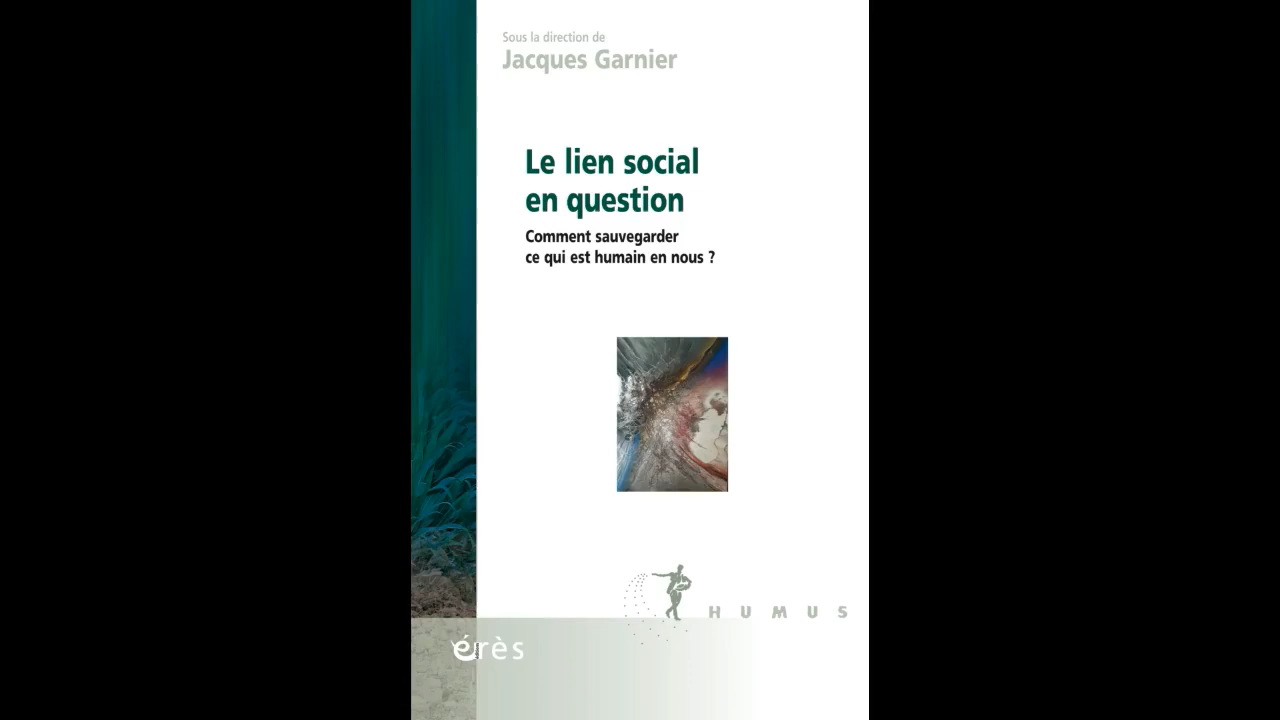 Sous la direction de
Jacques Garnier
Le lien social
en question
Comment sauvegarder
ce qui est humain en nous ?
HUMUS
érès